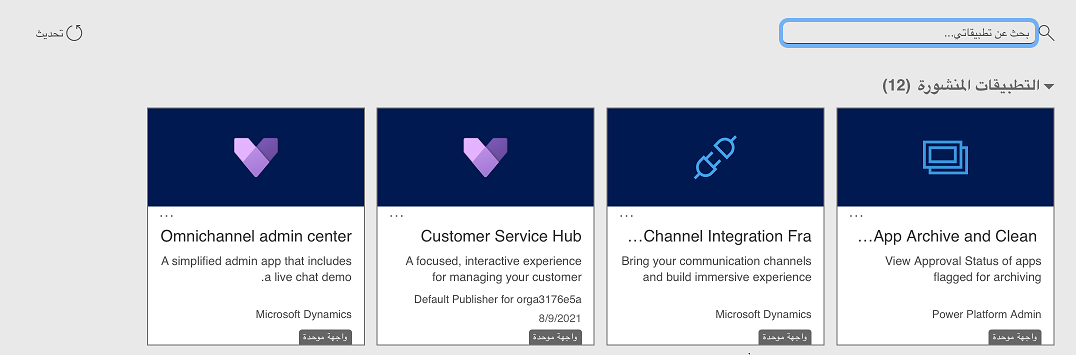 بحث عن تطبيقاتي...
تحديث
التطبيقات المنشورة (12)
...
App Archive and Clean...
View Approval Status of apps
flagged for archiving
Power Platform Admin
واجهة موحدة
...
Channel Integration Fra...
Bring your communication channels
and build immersive experience
Microsoft Dynamics
واجهة موحدة
...
Customer Service Hub
A focused, interactive experience
for managing your customer
Default Publisher for orga3176e5a
8/9/2021
واجهة موحدة
...
Omnichannel admin center
A simplified admin app that includes
a live chat demo.
Microsoft Dynamics
واجهة موحدة